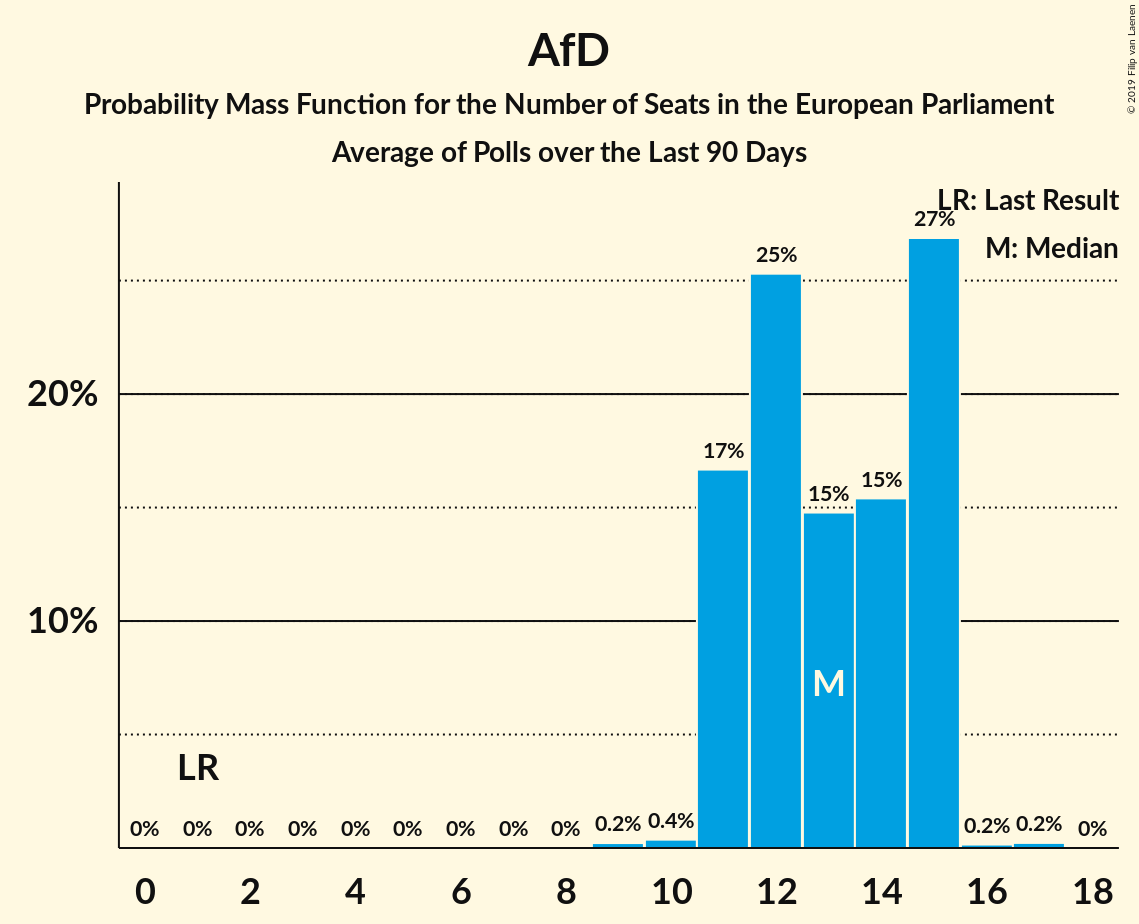 AfD
Probability Mass Function for the Number of Seats in the European Parliament
Average of Polls over the Last 90 Days
© 2019 Filip van Laenen
LR: Last Result
M: Median
27%
25%
20%
17%
15%
15%
10%
M
LR
0% 0% 0% 0% 0% 0% 0% 0% 0% 0.2% 0.4% 0.2% 0.2% 0%
0 2 4 6 8 10 12 14 16 18